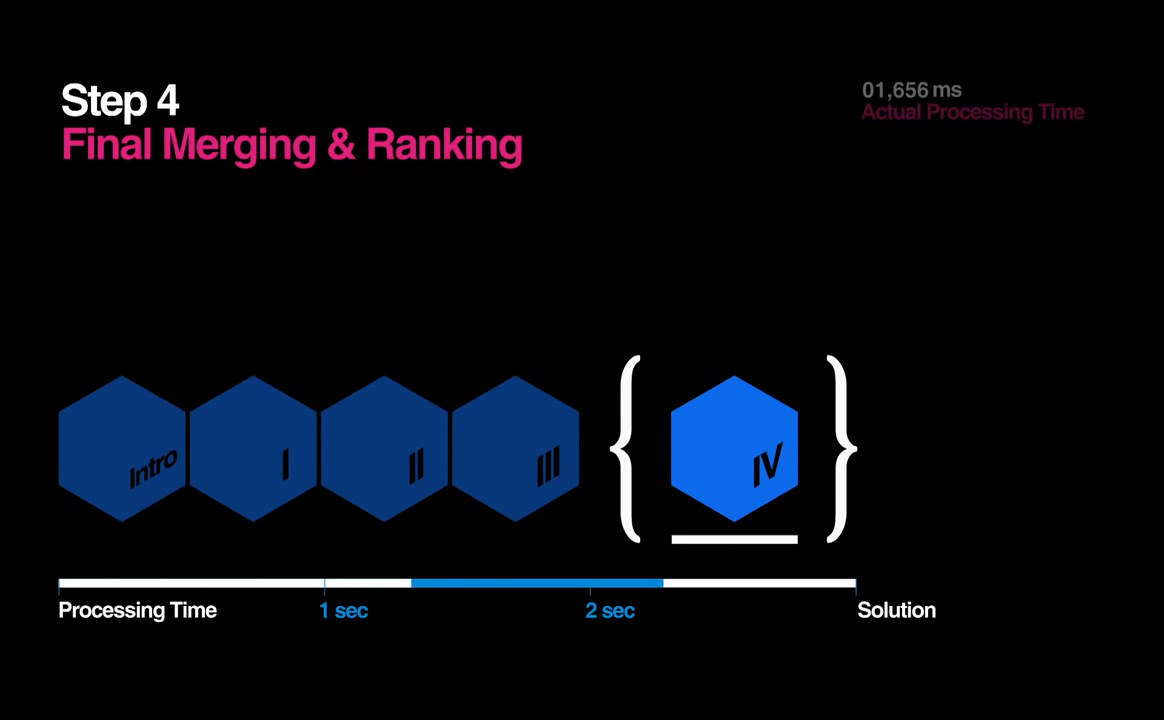 Step 4
Final Merging & Ranking
01,656 ms
Actual Processing Time
Intro
I
II
III
IV
Processing Time
1 sec
2 sec
Solution